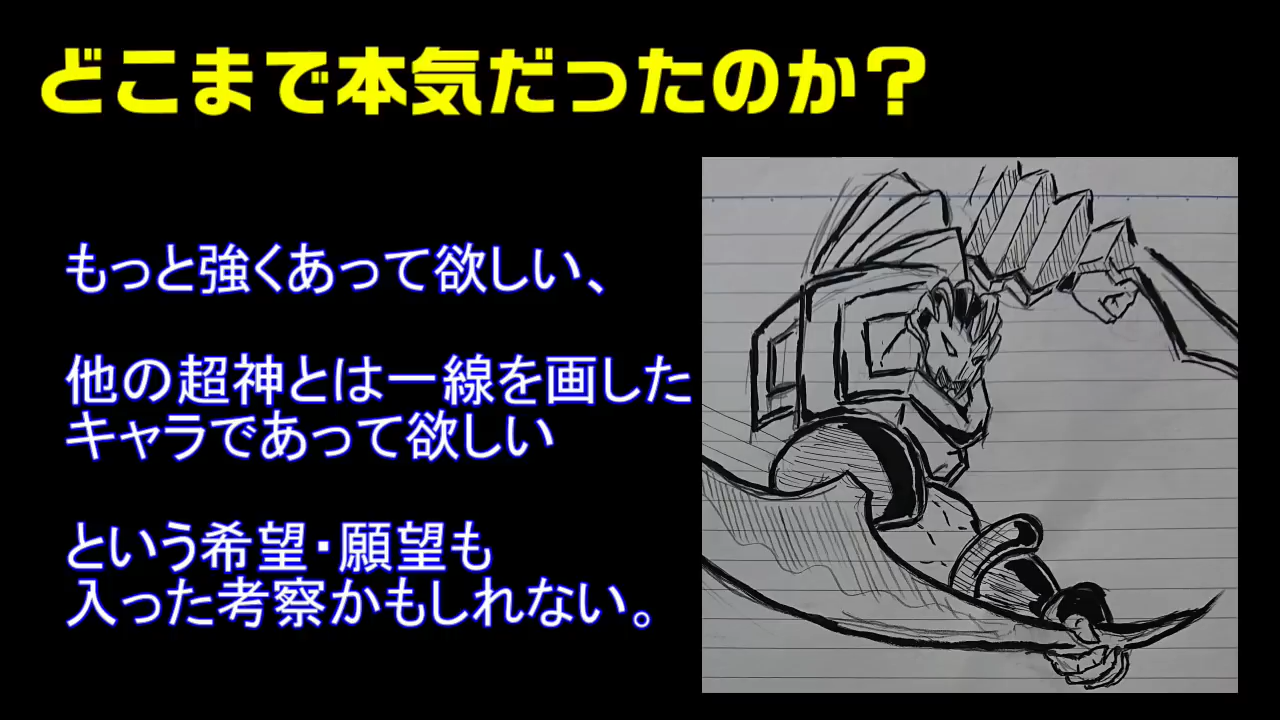 どこまで本気だったのか？
もっと強くあって欲しい、
他の超神とは一線を画した
キャラであって欲しい
という希望・願望も
入った考察かもしれない。